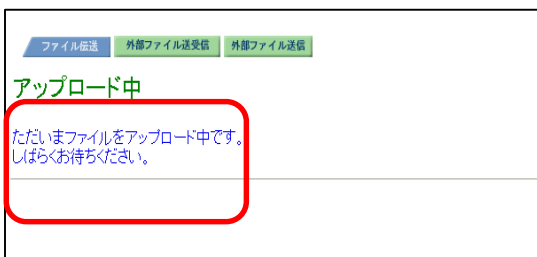 ファイル伝送 外部ファイル送受信 外部ファイル送信
アップロード中
ただいまファイルをアップロード中です。
しばらくお待ちください。